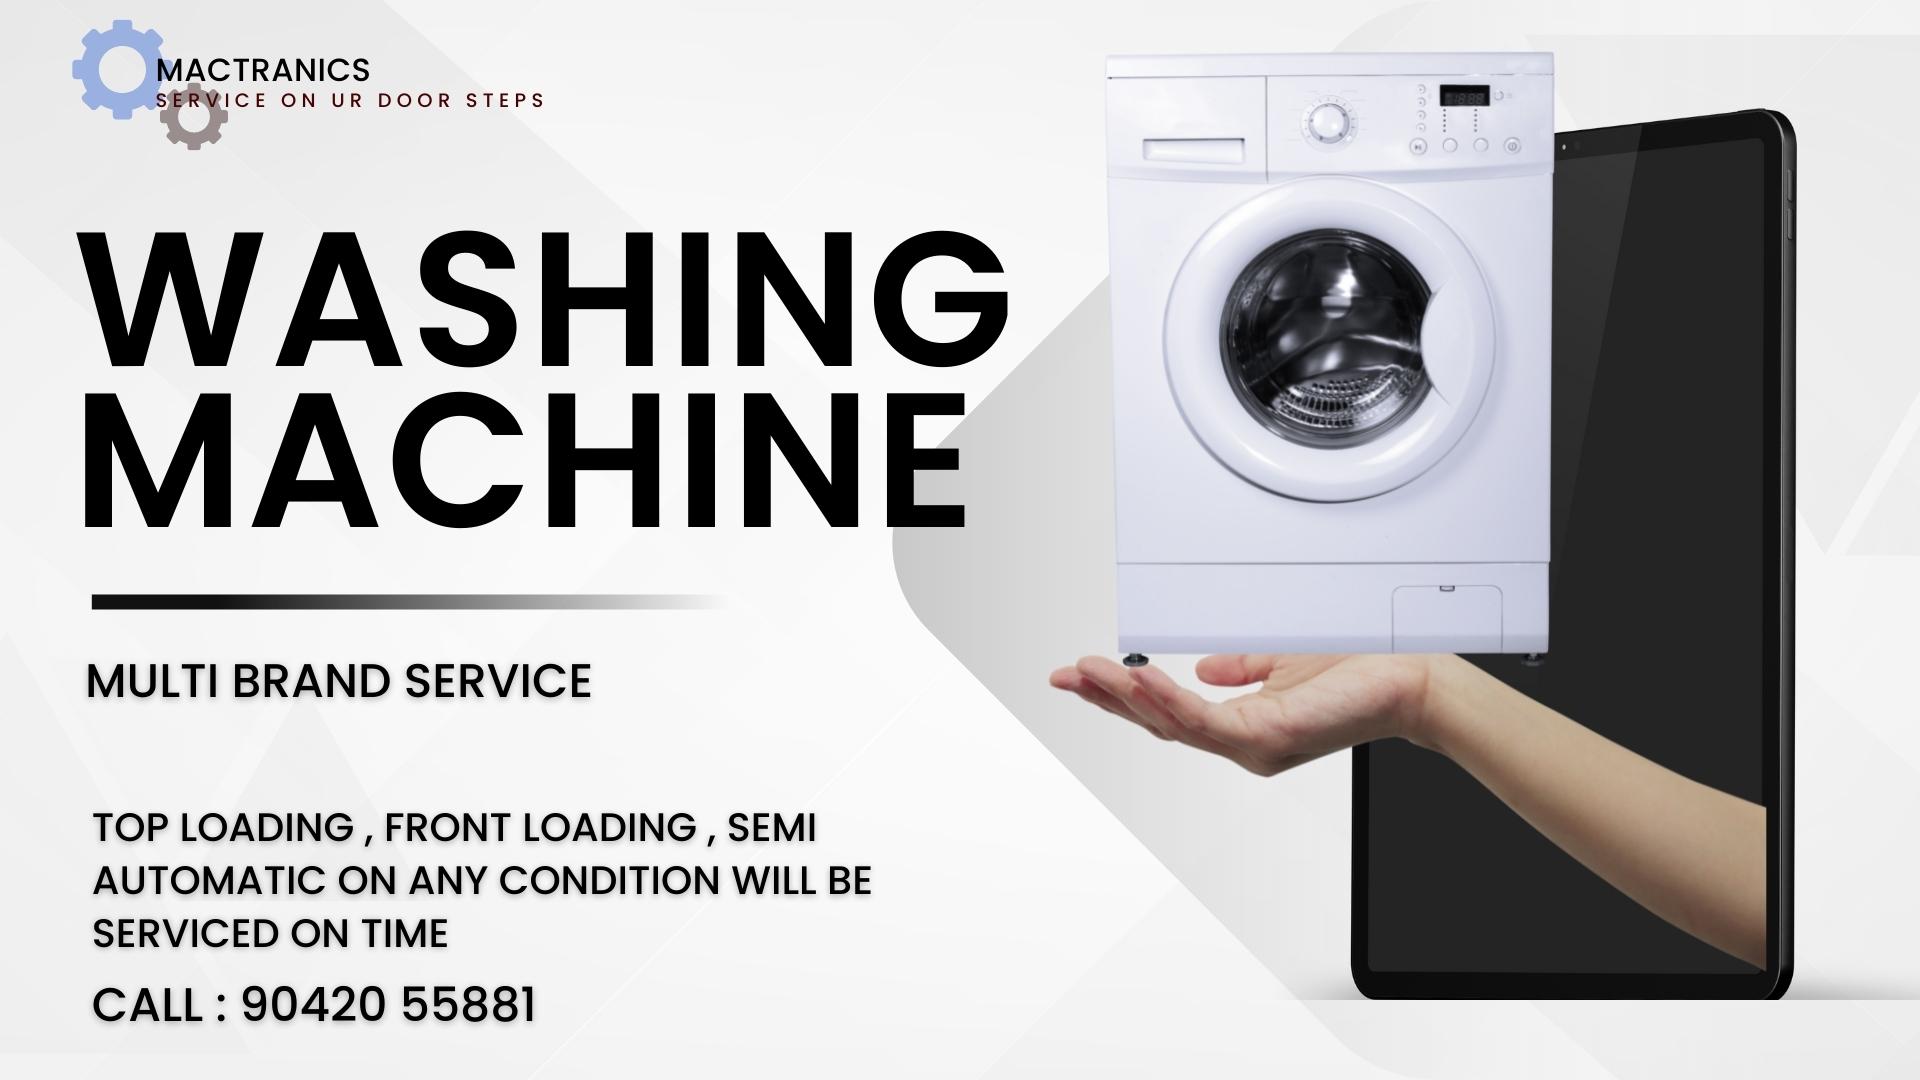 MACTRANICS
SERVICE ON UR DOOR STEPS
WASHING
MACHINE
MULTI BRAND SERVICE
TOP LOADING , FRONT LOADING , SEMI
AUTOMATIC ON ANY CONDITION WILL BE
SERVICED ON TIME
CALL : 90420 55881